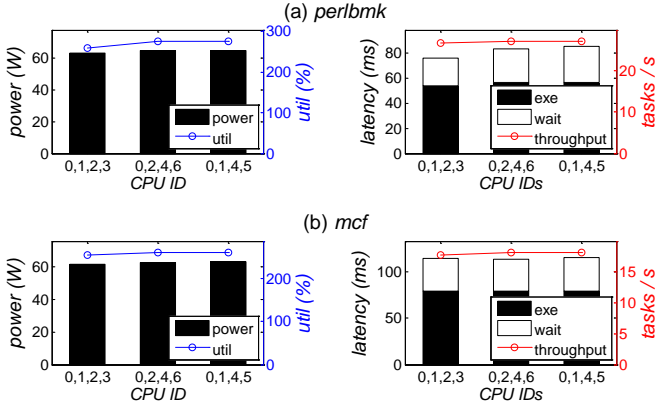 (a) perlbmk
power (W)
60
40
20
0
0,1,2,3 0,2,4,6 0,1,4,5
CPU ID
power
util
300
200
100
0
util (%)
latency (ms)
80
60
40
20
0
0,1,2,3 0,2,4,6 0,1,4,5
CPU IDs
exe
wait
throughput
20
10
0
tasks / s
(b) mcf
power (W)
60
40
20
0
0,1,2,3 0,2,4,6 0,1,4,5
CPU ID
power
util
200
100
0
util (%)
latency (ms)
100
50
0
0,1,2,3 0,2,4,6 0,1,4,5
CPU IDs
exe
wait
throughput
15
10
5
0
tasks / s